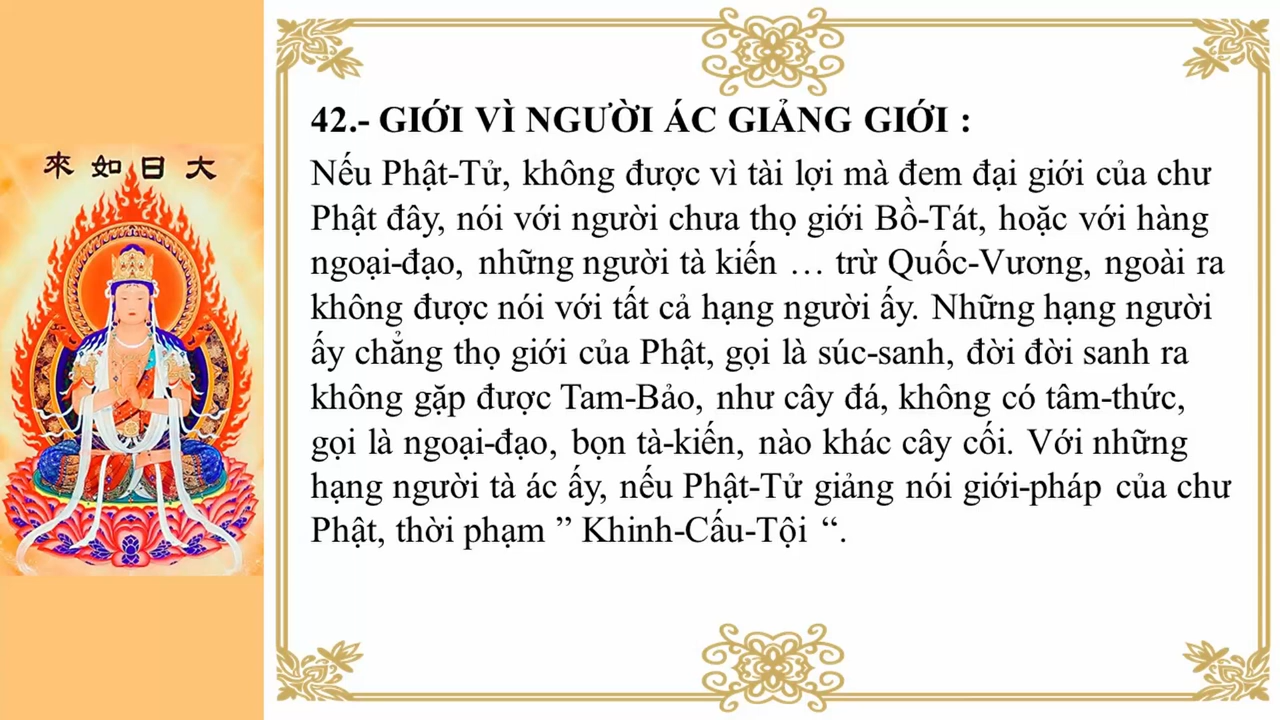 來如日大
42.- GIỚI VÌ NGƯỜI ÁC GIẢNG GIỚI :
Nếu Phật-Tử, không được vì tài lợi mà đem đại giới của chư
Phật đây, nói với người chưa thọ giới Bồ-Tát, hoặc với hàng
ngoại-đạo, những người tà kiến … trừ Quốc-Vương, ngoài ra
không được nói với tất cả hạng người ấy. Những hạng người
ấy chẳng thọ giới của Phật, gọi là súc-sanh, đời đời sanh ra
không gặp được Tam-Bảo, như cây đá, không có tâm-thức,
gọi là ngoại-đạo, bọn tà-kiến, nào khác cây cối. Với những
hạng người tà ác ấy, nếu Phật-Tử giảng nói giới-pháp của chư
Phật, thời phạm ” Khinh-Cấu-Tội “.